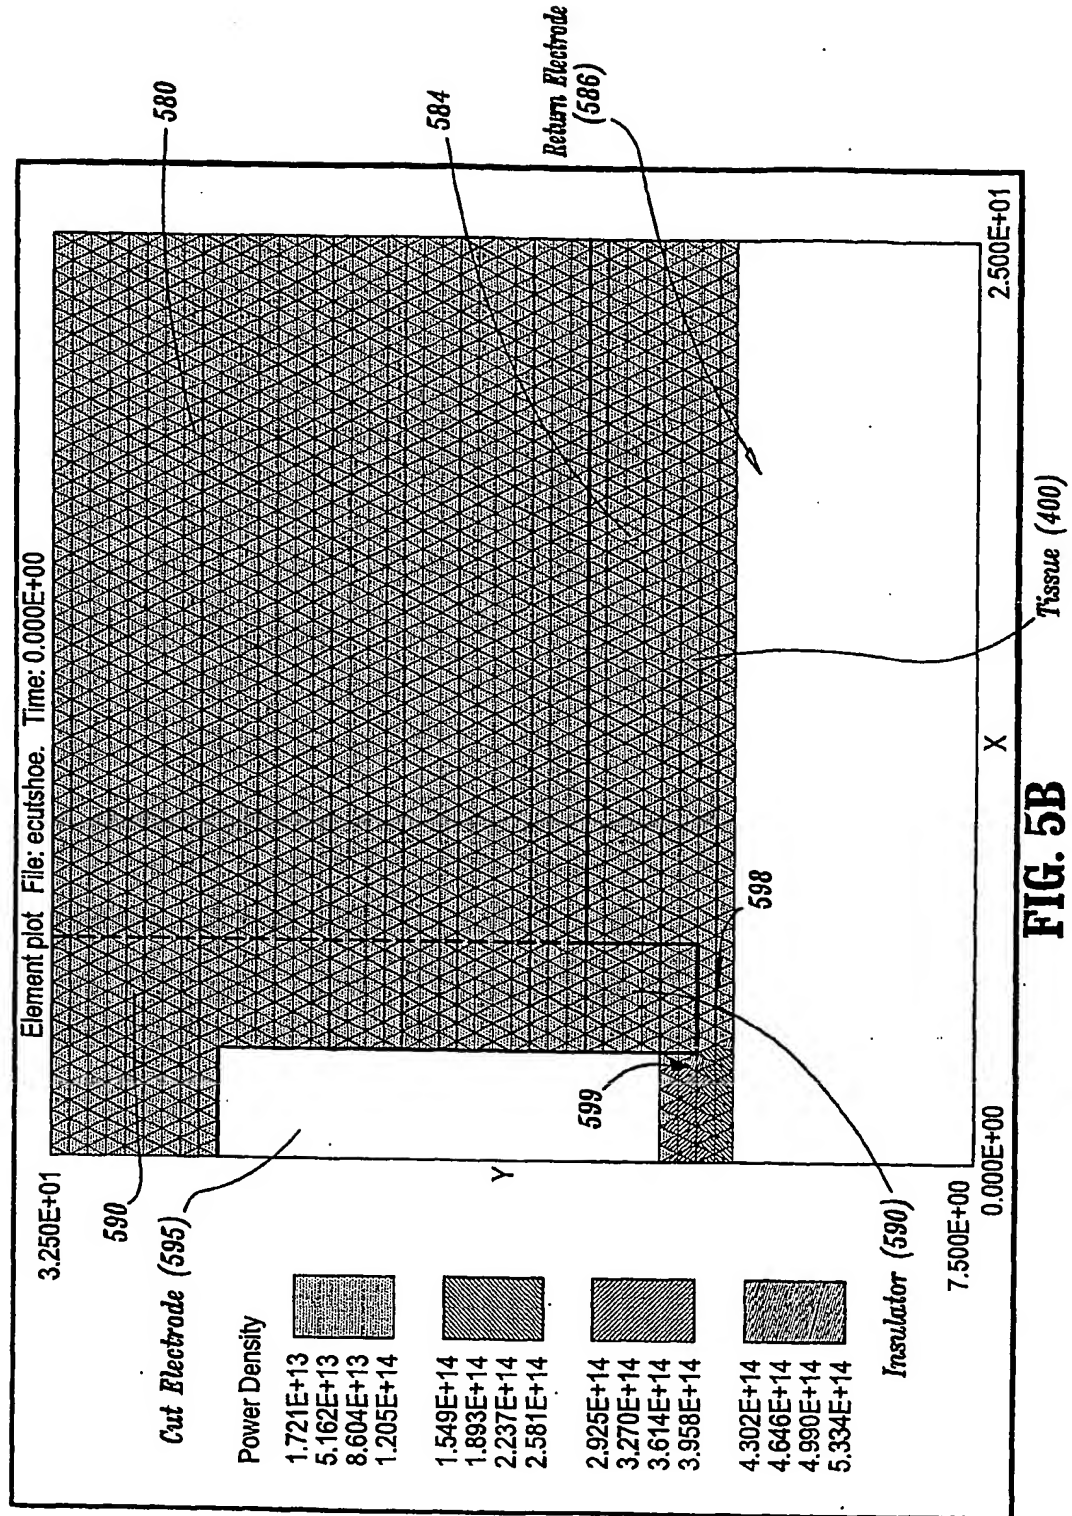 Element plot File: ecutshoe. Time: 0.000E+00
3.250E+01
590
Cut Electrode (595)
580
584
Return Electrode
(586)
Y
599
598
Power Density
1.721E+13
5.162E+13
8.604E+13
1.205E+14
1.549E+14
1.893E+14
2.237E+14
2.581E+14
2.925E+14
3.270E+14
3.614E+14
3.958E+14
4.302E+14
4.646E+14
4.990E+14
5.334E+14
Insulator (590)
7.500E+00
0.000E+00
X
2.500E+01
Tissue (400)
FIG. 5B